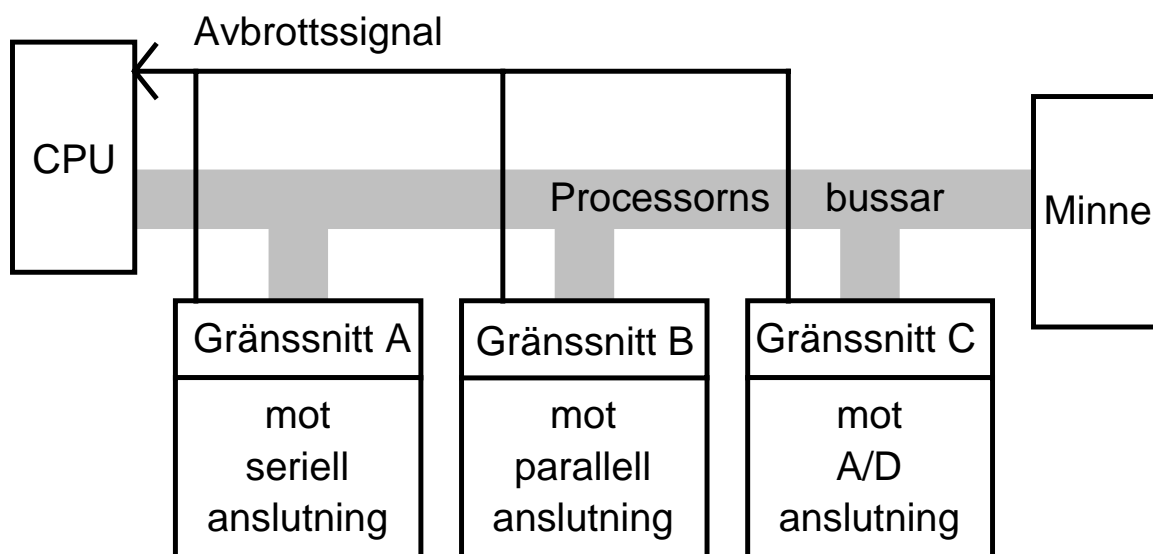 Avbrottssignal
CPU
Processorns bussar
Minne
Gränssnitt A
mot
seriell
anslutning
Gränssnitt B
mot
parallell
anslutning
Gränssnitt C
mot
A/D
anslutning